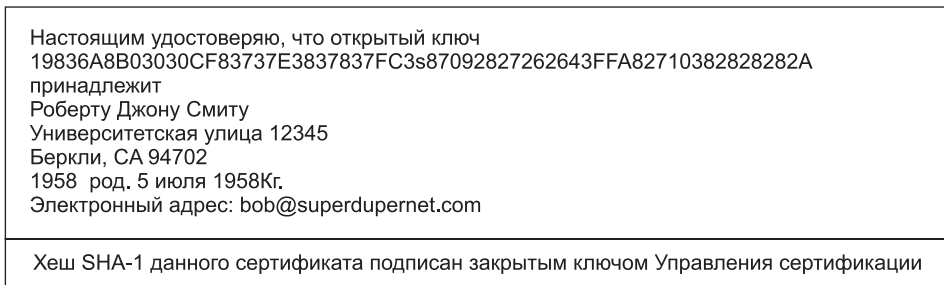 Настоящим удостоверяю, что открытый ключ
19836A8B03030CF83737E3837837FC3s87092827262643FFA82710382828282A
принадлежит
Роберту Джону Смиту
Университетская улица 12345
Беркли, CA 94702
1958 род. 5 июля 1958Кг.
Электронный адрес: bob@superdupernet.com
Хеш SHA-1 данного сертификата подписан закрытым ключом Управления сертификации